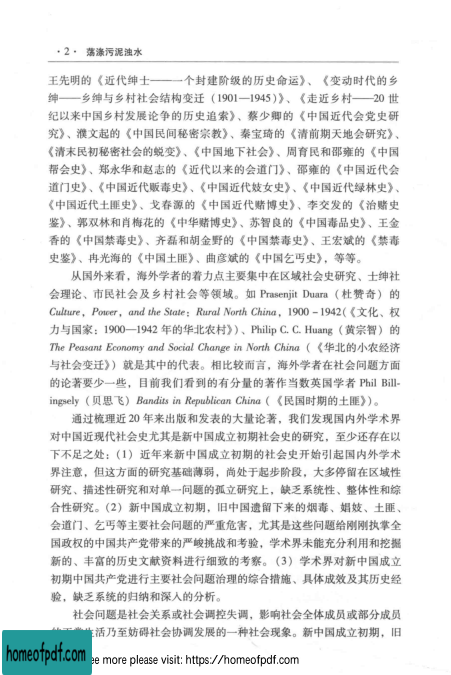 · 2 · 荡涤污泥浊水
王先明的《近代绅士——一个封建阶级的历史命运》、《变动时代的乡
绅——乡绅与乡村社会结构变迁（1901—1945）》、《走近乡村——20 世
纪以来中国乡村发展论争的历史追索》、蔡少卿的《中国近代会党史研
究》、濮文起的《中国民间秘密宗教》、秦宝琦的《清前期天地会研究》、
《清末民初秘密社会的蜕变》、《中国地下社会》、周育民和邵雍的《中国
帮会史》、郑永华和赵志的《近代以来的会道门》、邵雍的《中国近代会
道门史》、《中国近代贩毒史》、《中国近代妓女史》、《中国近代绿林史》、
《中国近代土匪史》、戈春源的《中国近代赌博史》、李交发的《治赌史
鉴》、郭双林和肖梅花的《中华赌博史》、苏智良的《中国毒品史》、王金
香的《中国禁毒史》、齐磊和胡金野的《中国禁毒史》、王宏斌的《禁毒
史鉴》、冉光海的《中国土匪》、曲彦斌的《中国乞丐史》，等等。
从国外来看，海外学者的着力点主要集中在区域社会史研究、士绅社
会理论、市民社会及乡村社会等领域。如 Prasenjit Duara（杜赞奇）的
Culture, Power, and the State: Rural North China, 1900 - 1942(《文化、权
力与国家：1900—1942 年的华北农村》)、Philip C. C. Huang（黄宗智）的
The Peasant Economy and Social Change in North China（《华北的小农经济
与社会变迁》）就是其中的代表。相比较而言，海外学者在社会问题方面
的论著要少一些，目前我们看到的有分量的著作当数英国学者 Phil Bill-
ingsely（贝思飞）Bandits in Republican China（《民国时期的土匪》）。
通过梳理近 20 年来出版和发表的大量论著，我们发现国内外学术界
对中国近现代社会史尤其是新中国成立初期社会史的研究，至少还存在以
下不足之处：（1）近年来新中国成立初期的社会史开始引起国内外学术
界注意，但这方面的研究基础薄弱，尚处于起步阶段，大多停留在区域性
研究、描述性研究和对单一问题的孤立研究上，缺乏系统性、整体性和综
合性研究。（2）新中国成立初期，旧中国遗留下来的烟毒、娼妓、土匪、
会道门、乞丐等主要社会问题的严重危害，尤其是这些问题给刚刚执掌全
国政权的中国共产党带来的严峻挑战和考验，学术界未能充分利用和挖掘
新的、丰富的历史文献资料进行细致的考察。（3）学术界对新中国成立
初期中国共产党进行主要社会问题治理的综合措施、具体成效及其历史经
验，缺乏系统的归纳和深入的分析。
社会问题是社会关系或社会调控失调，影响社会全体成员或部分成员
生活乃至妨碍社会协调发展的一种社会现象。新中国成立初期，旧
homeofpdf.com
ee more please visit: https://homeofpdf.com